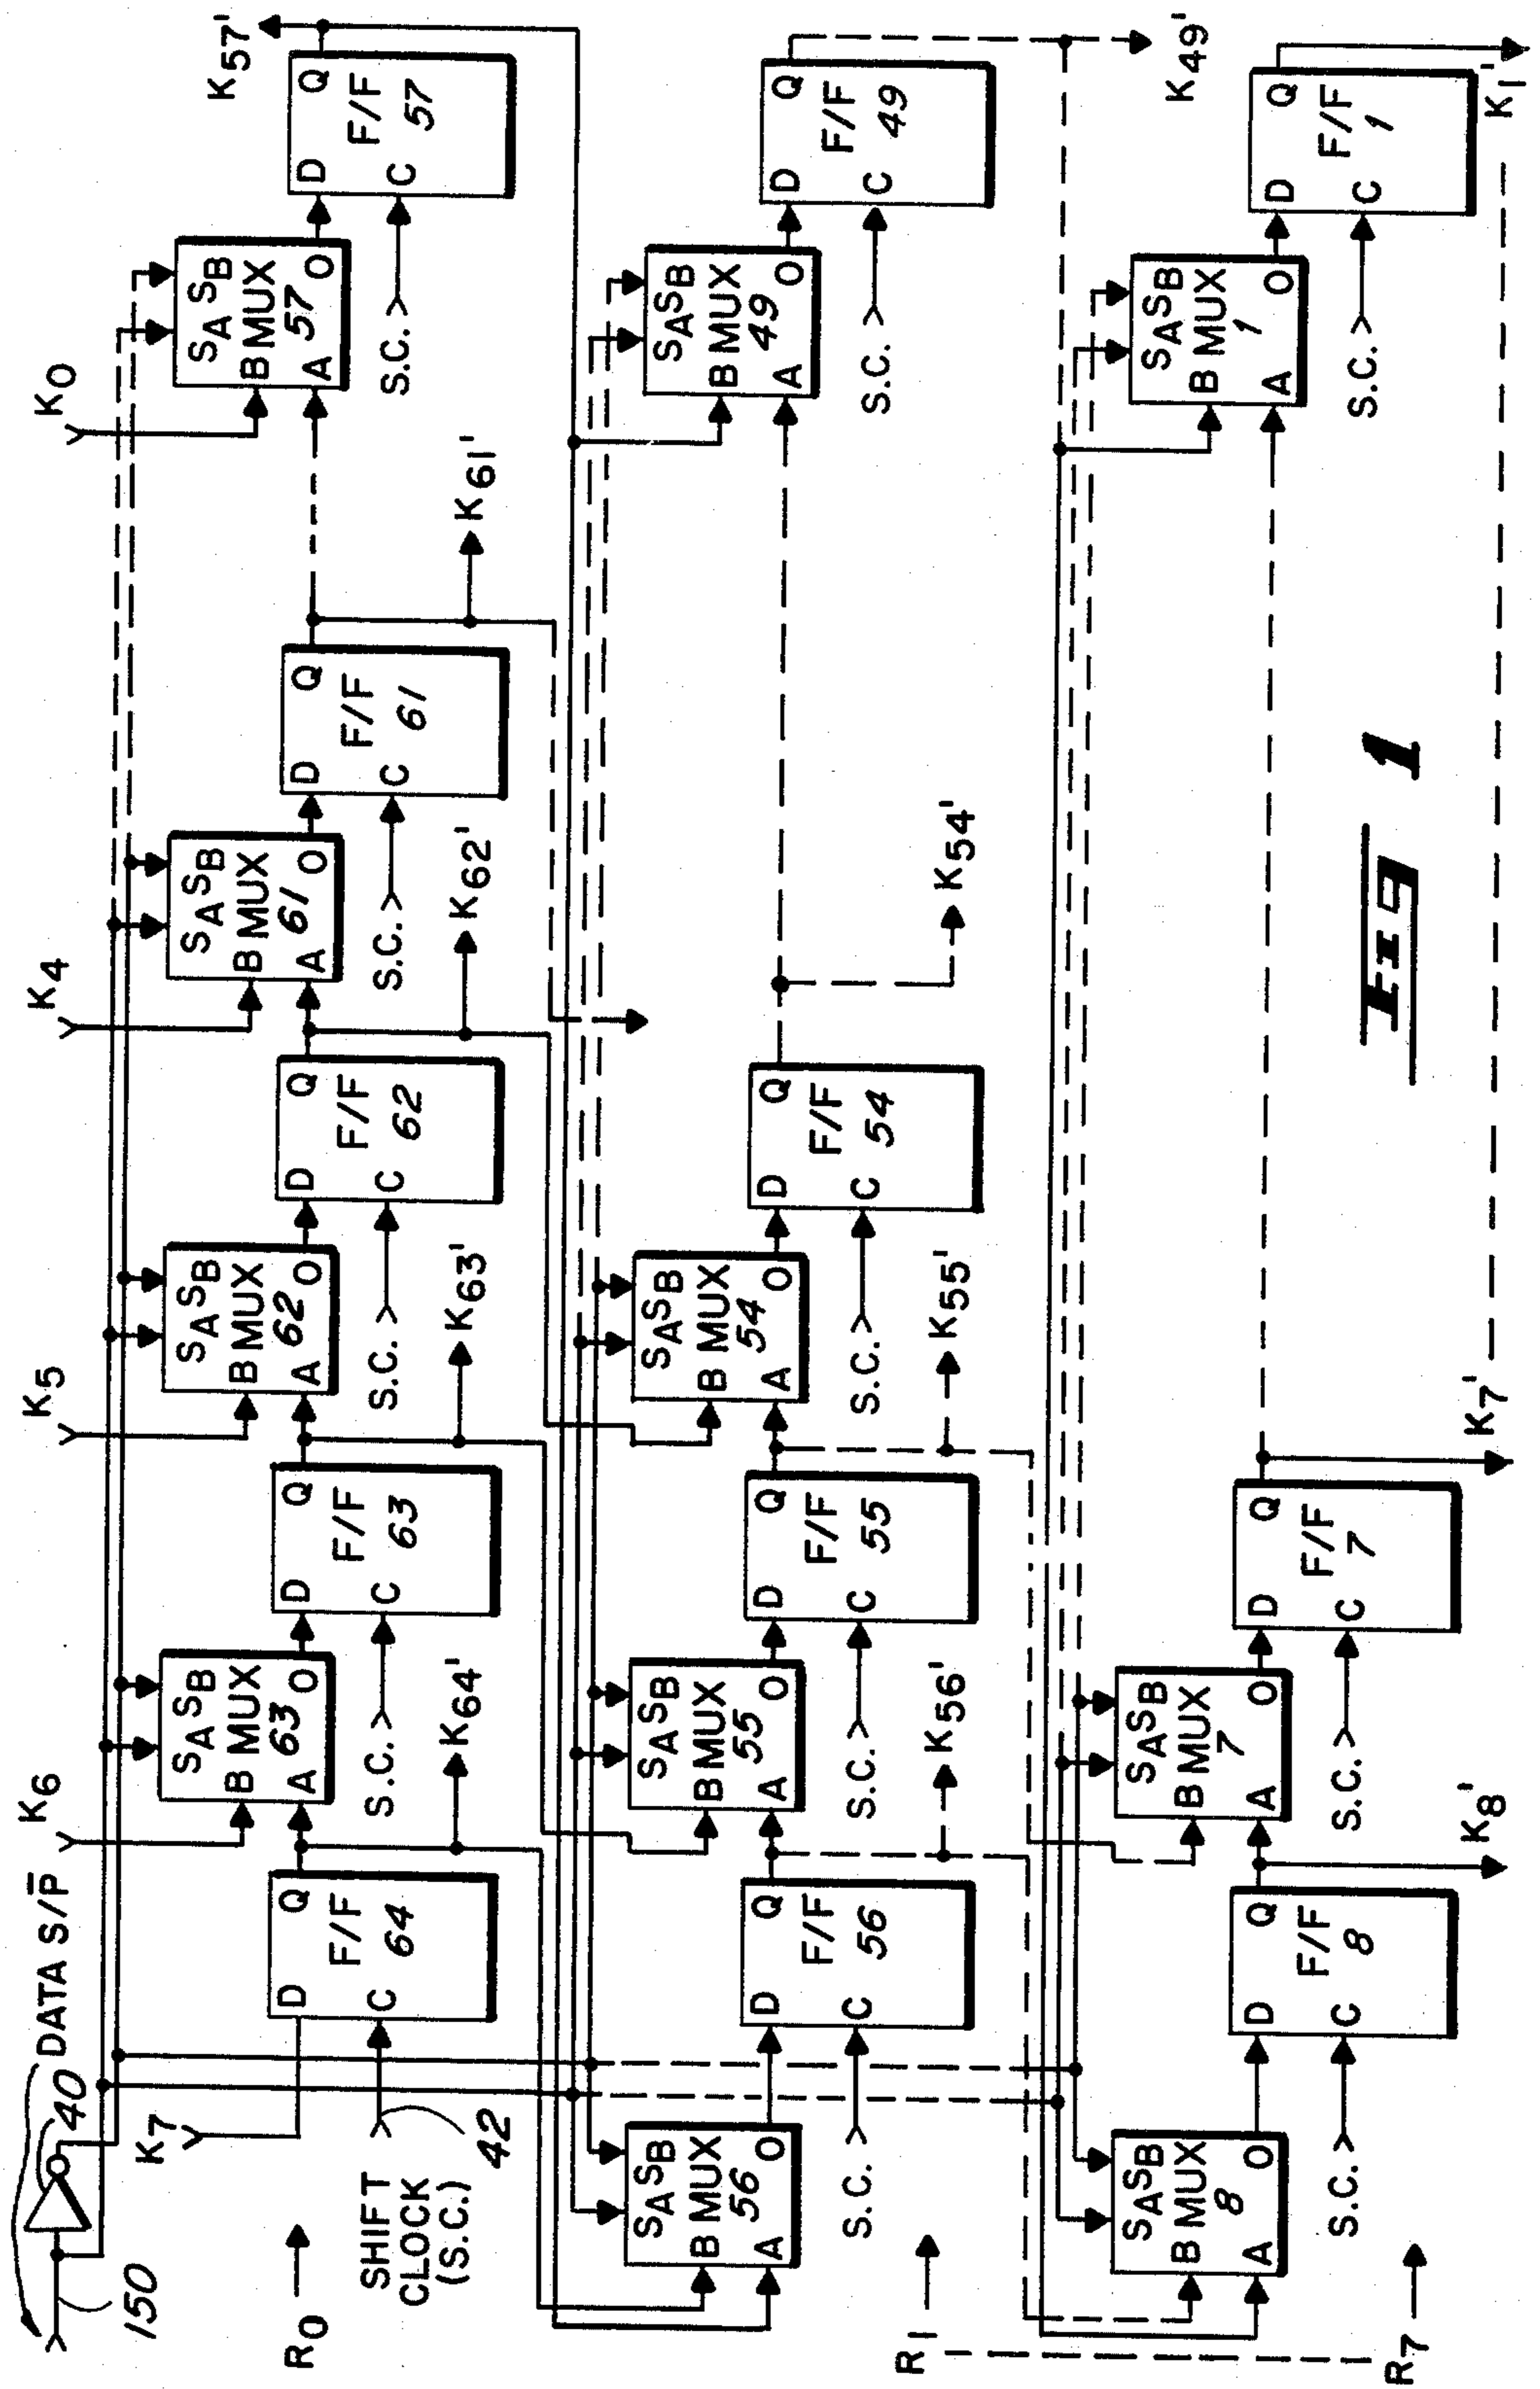 DATA S/P̅
40
150
K7
K6
K5
K4
K0
R0
SHIFT
CLOCK
(S.C.)
42
D Q
F/F
64
C
K64'
SA SB
B MUX
63
A O
S.C.
D Q
F/F
63
C
K63'
SA SB
B MUX
62
A O
S.C.
D Q
F/F
62
C
K62'
SA SB
B MUX
61
A O
S.C.
D Q
F/F
61
C
K61'
SA SB
B MUX
57
A O
S.C.
D Q
F/F
57
C
K57'
R1
SA SB
B MUX
56
A O
S.C.
D Q
F/F
56
C
K56'
SA SB
B MUX
55
A O
S.C.
D Q
F/F
55
C
K55'
SA SB
B MUX
54
A O
S.C.
D Q
F/F
54
C
K54'
SA SB
B MUX
49
A O
S.C.
D Q
F/F
49
C
K49'
R7
SA SB
B MUX
8
A O
S.C.
D Q
F/F
8
C
K8'
SA SB
B MUX
7
A O
S.C.
D Q
F/F
7
C
K7'
SA SB
B MUX
1
A O
S.C.
D Q
F/F
1
C
K1'
FIG 1